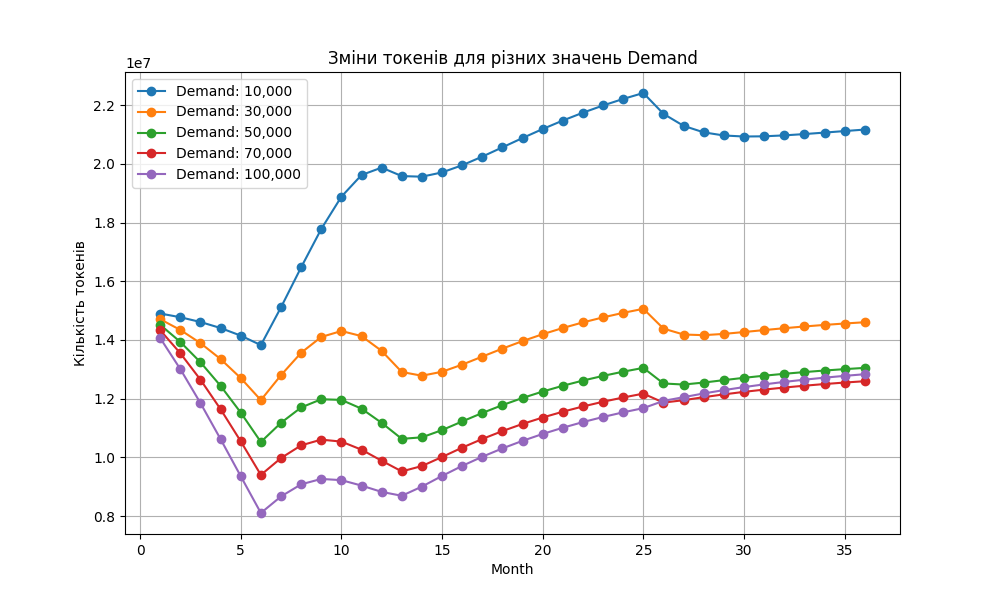 Зміни токенів для різних значень Demand
1e7
Demand: 10,000
Demand: 30,000
Demand: 50,000
Demand: 70,000
Demand: 100,000
Кількість токенів
2.2
2.0
1.8
1.6
1.4
1.2
1.0
0.8
0 5 10 15 20 25 30 35
Month